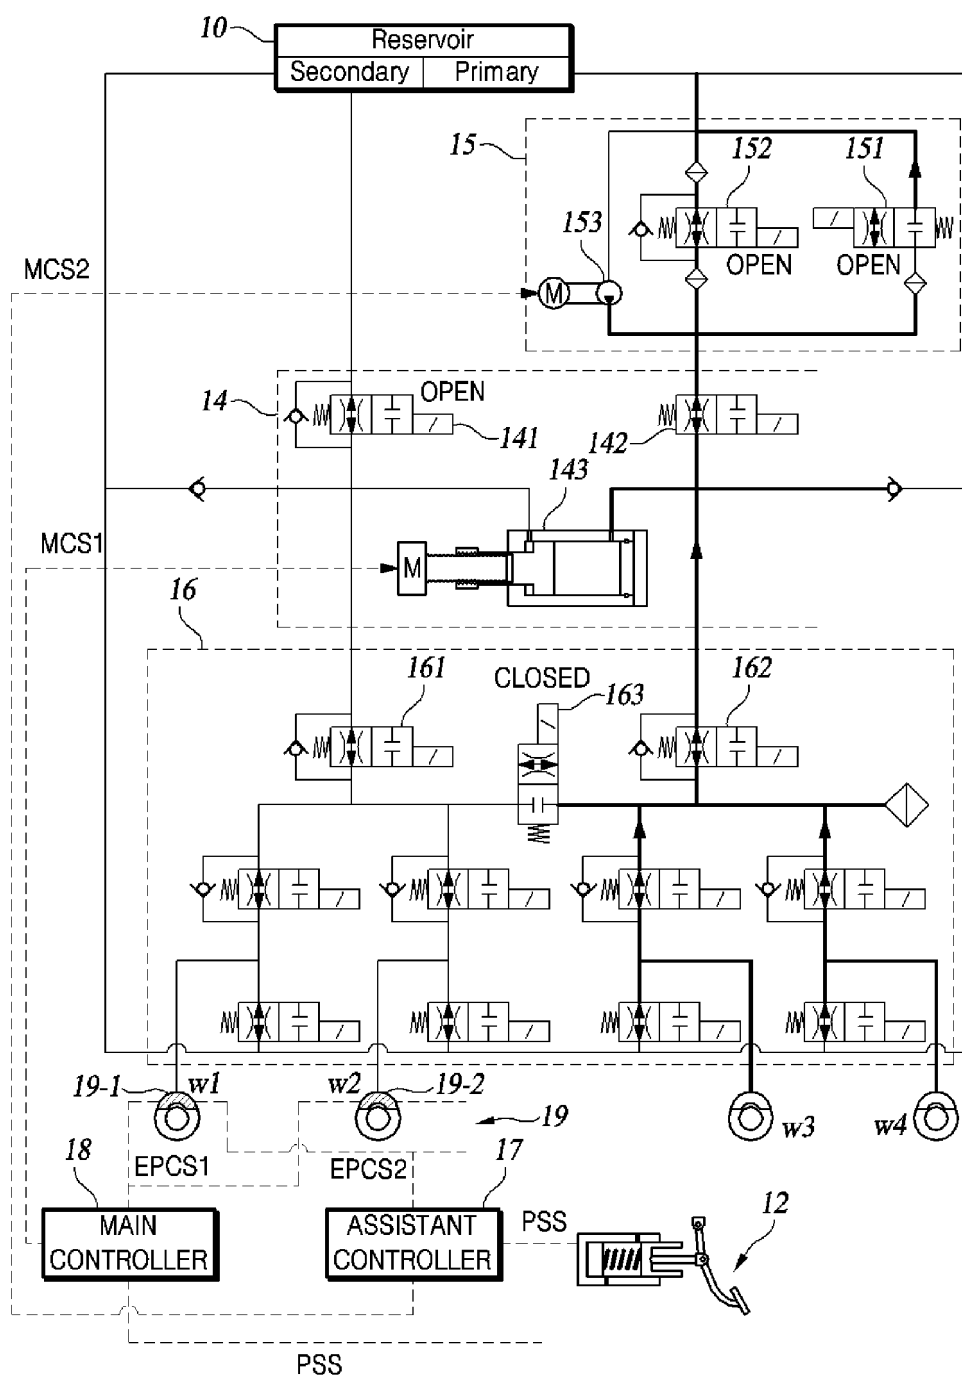 10
Reservoir
Secondary Primary
15
152
151
153
MCS2
OPEN
OPEN
M
14
OPEN
141
142
143
MCS1
M
16
161
CLOSED
163
162
19-1
w1
w2
19-2
19
w3
w4
18
EPCS1
EPCS2
17
MAIN
CONTROLLER
ASSISTANT
CONTROLLER
PSS
12
PSS